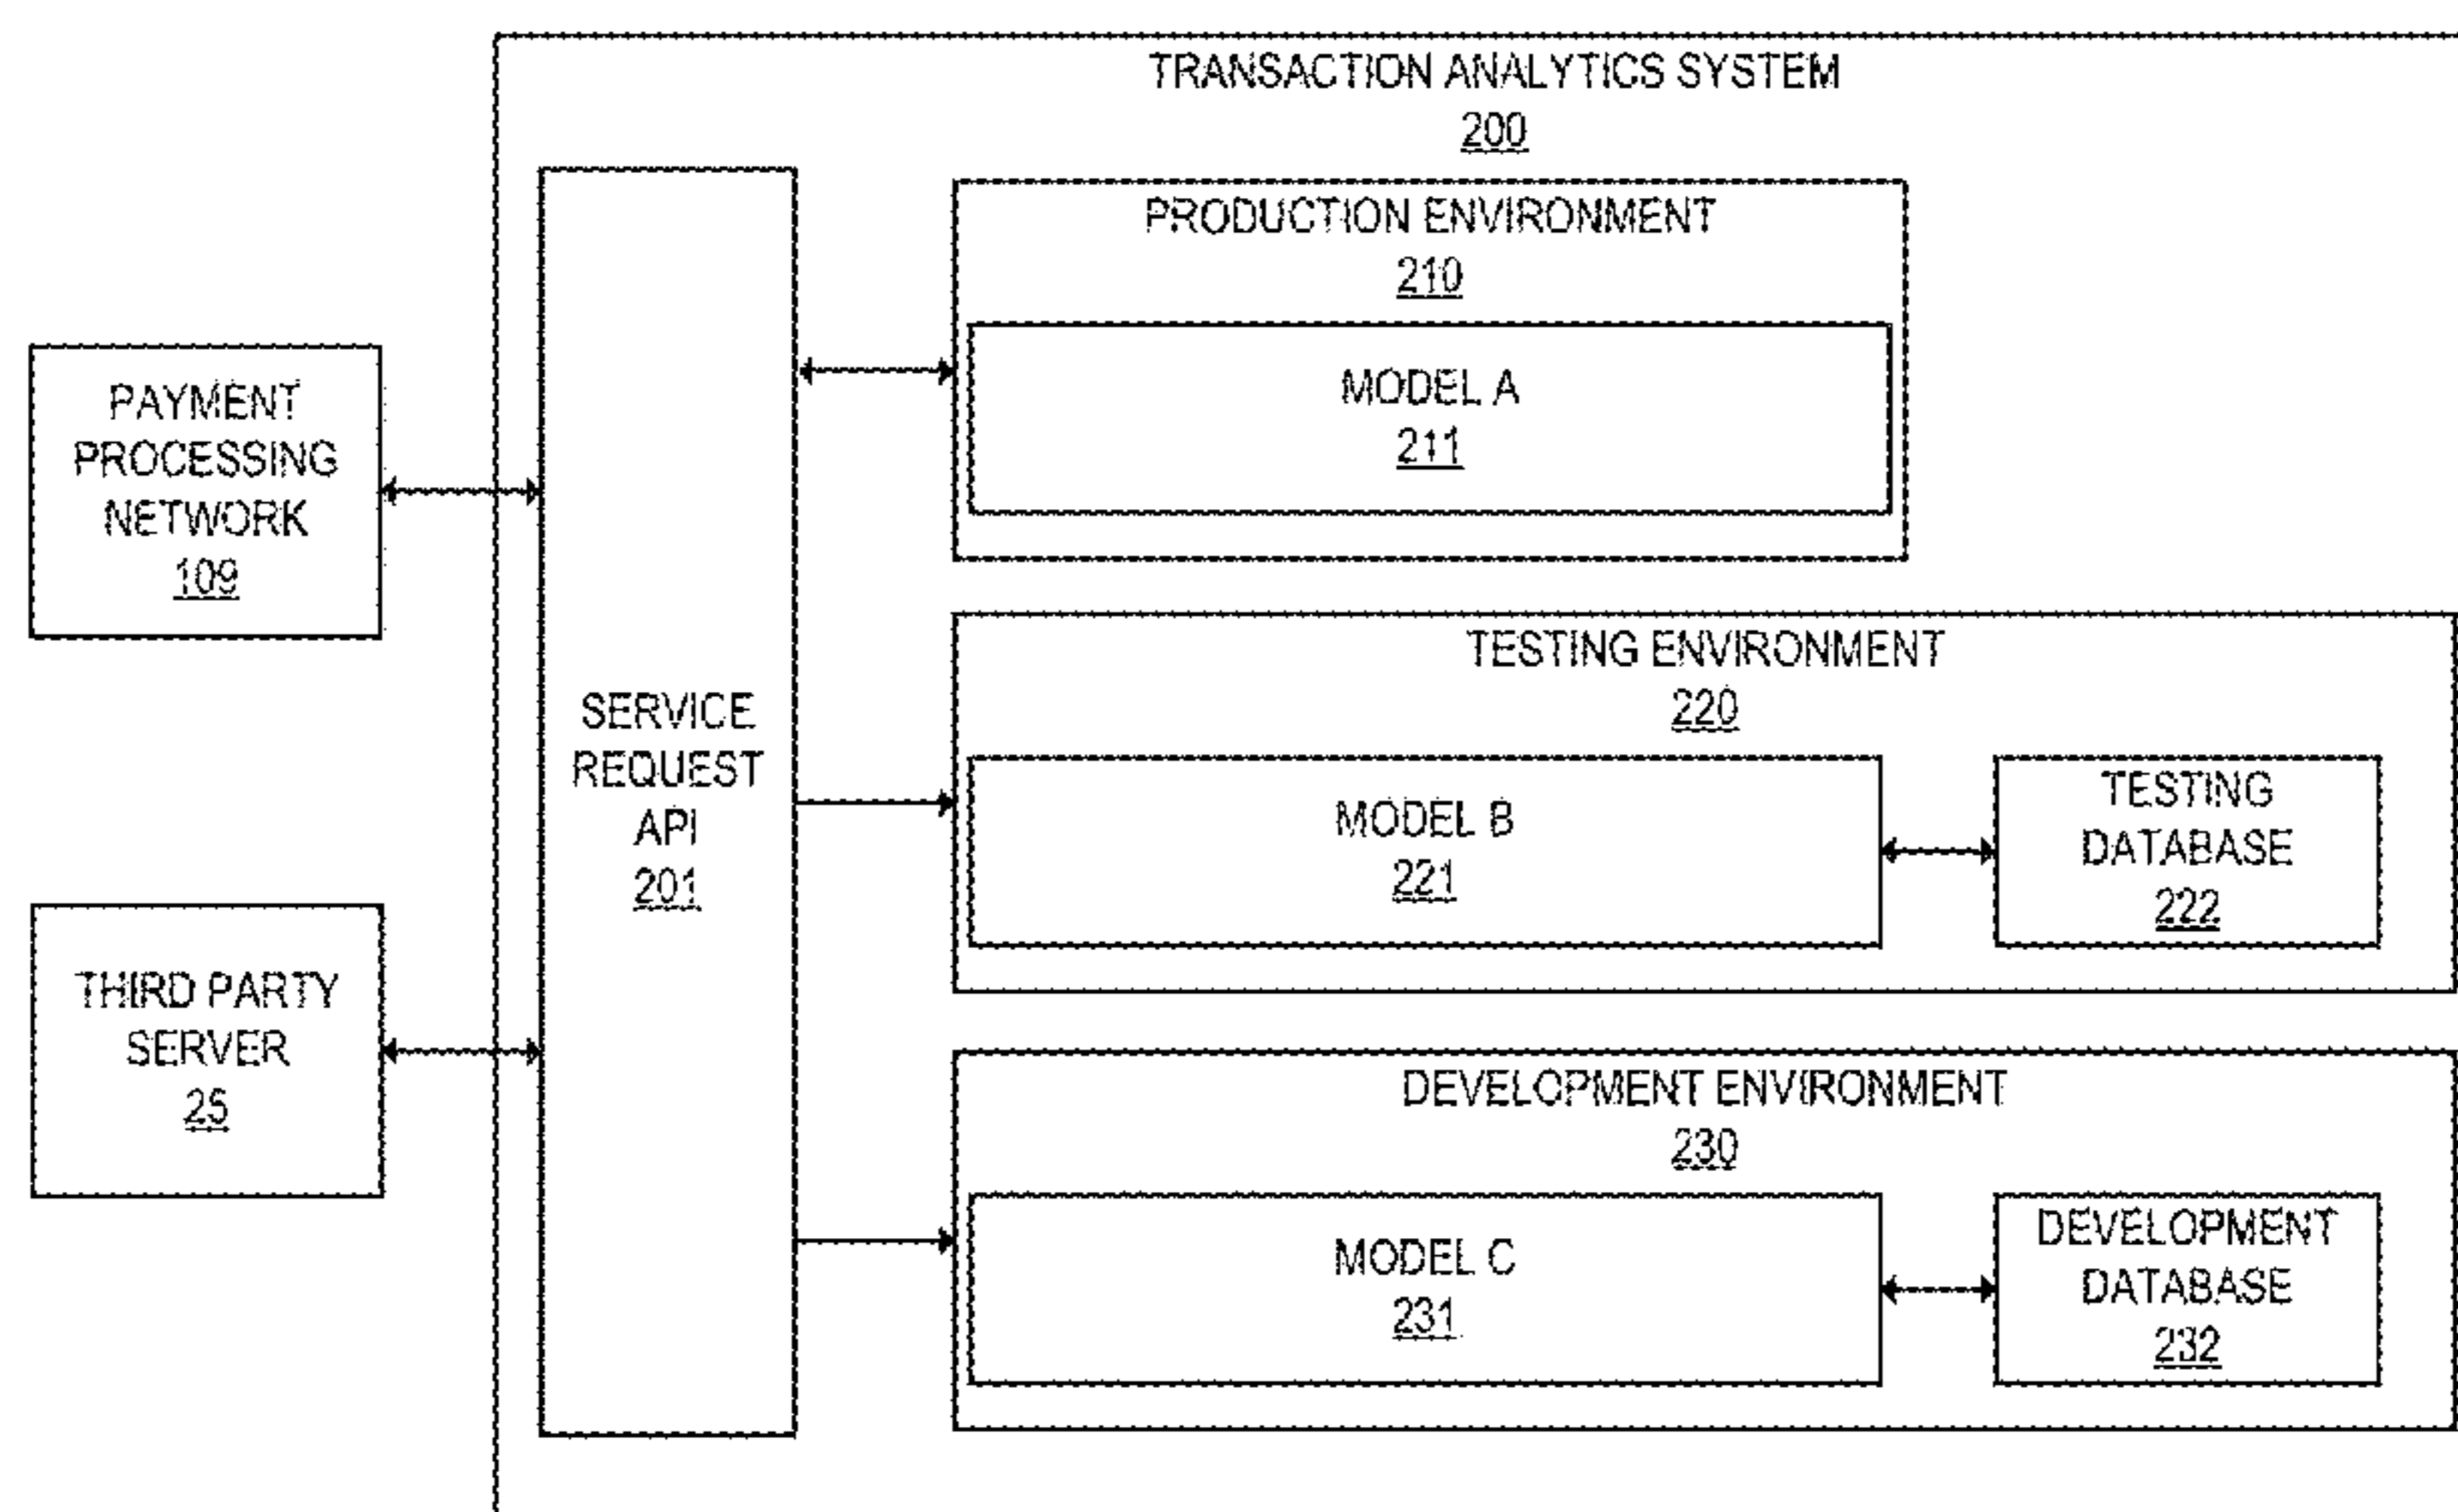 TRANSACTION ANALYTICS SYSTEM
200
PAYMENT
PROCESSING
NETWORK
109
THIRD PARTY
SERVER
25
SERVICE
REQUEST
API
201
PRODUCTION ENVIRONMENT
210
MODEL A
211
TESTING ENVIRONMENT
220
MODEL B
221
TESTING
DATABASE
222
DEVELOPMENT ENVIRONMENT
230
MODEL C
231
DEVELOPMENT
DATABASE
232